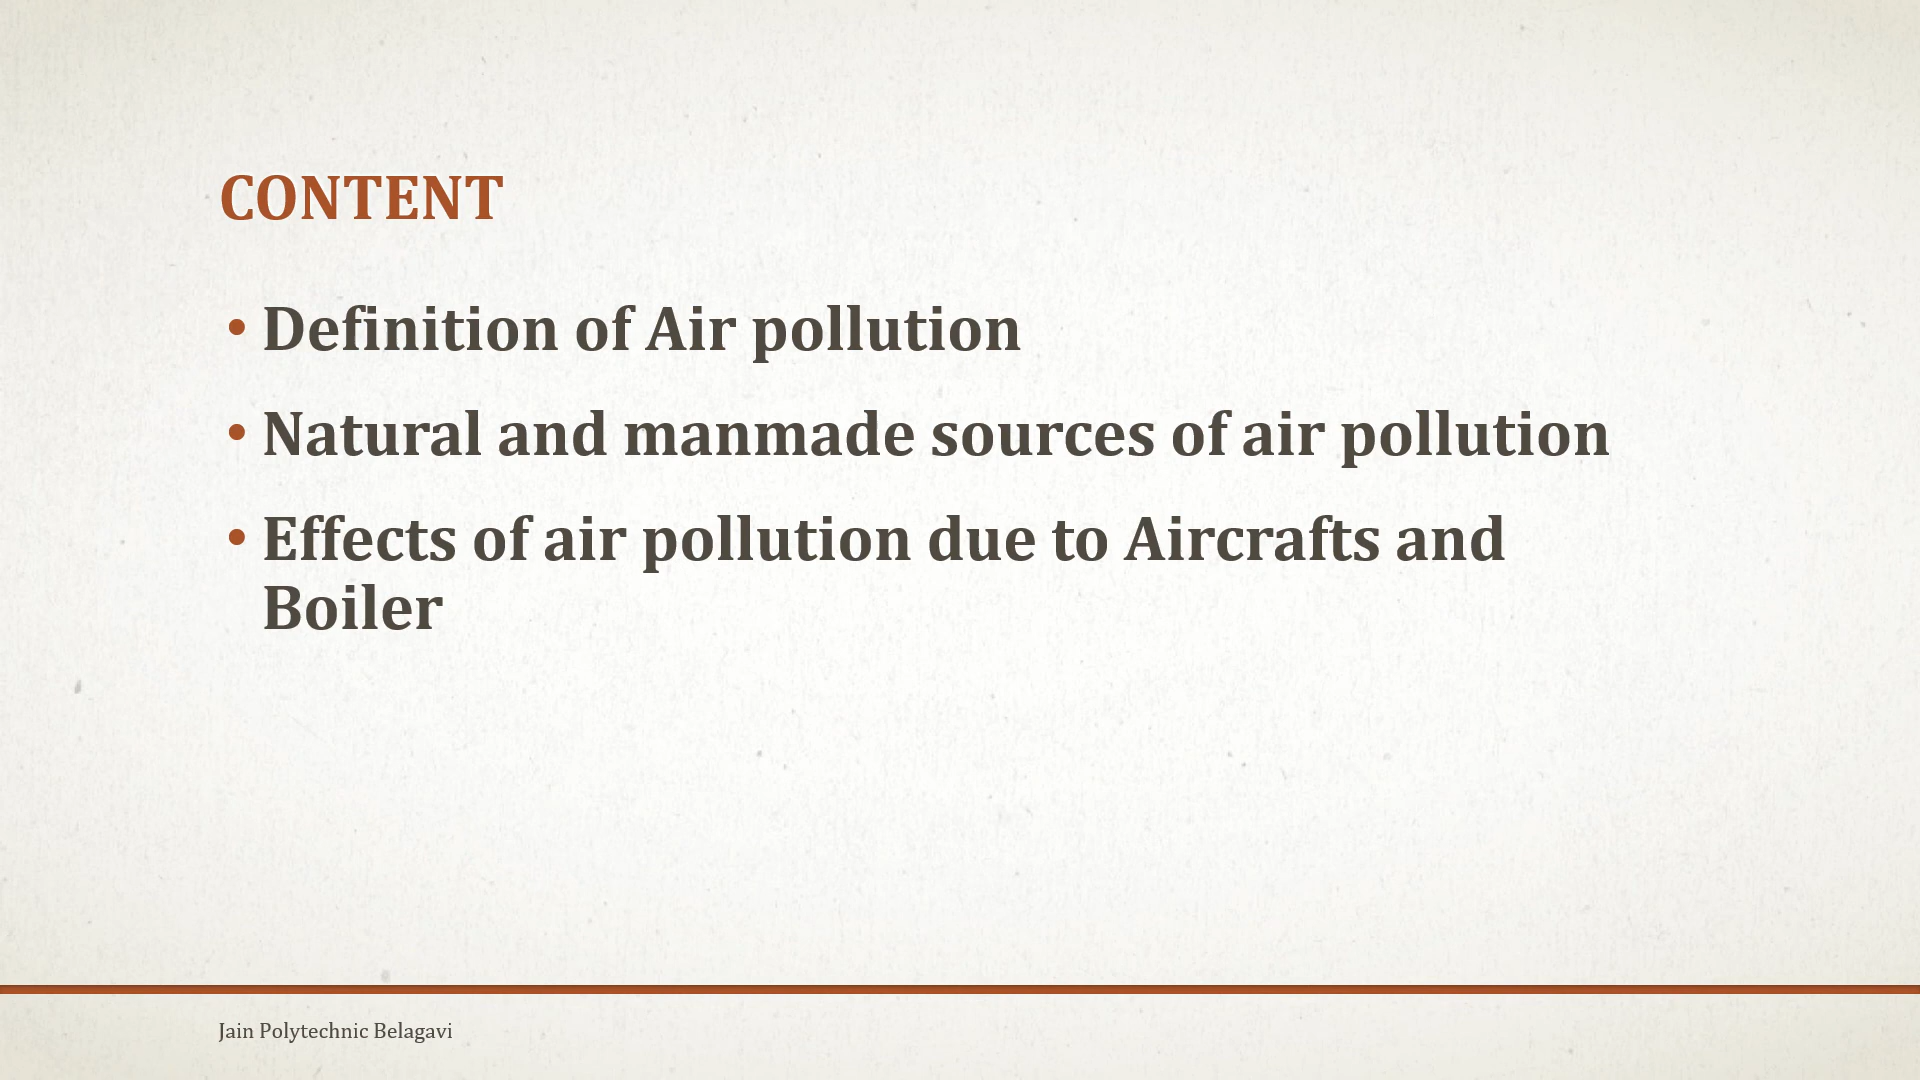 CONTENT
• Definition of Air pollution
• Natural and manmade sources of air pollution
• Effects of air pollution due to Aircrafts and
Boiler
Jain Polytechnic Belagavi